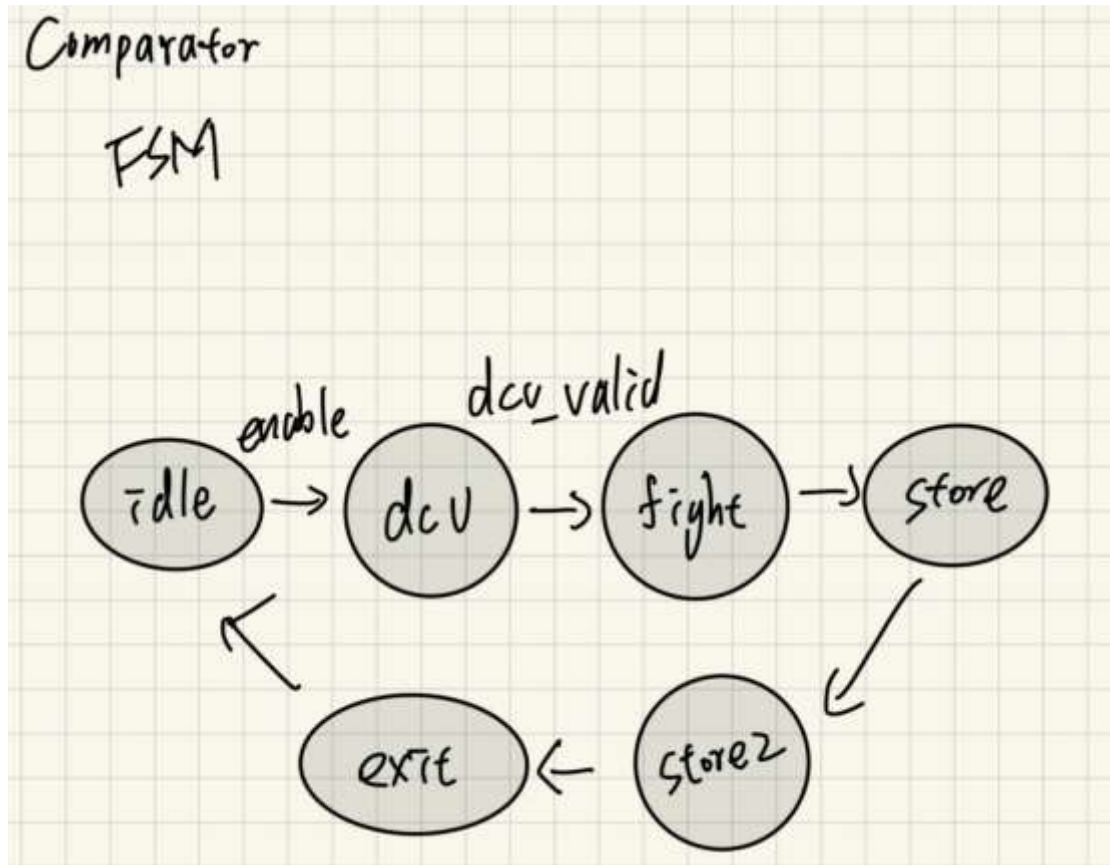 Comparator
FSM
enable dcu_valid
idle dcu fight store
exit store2